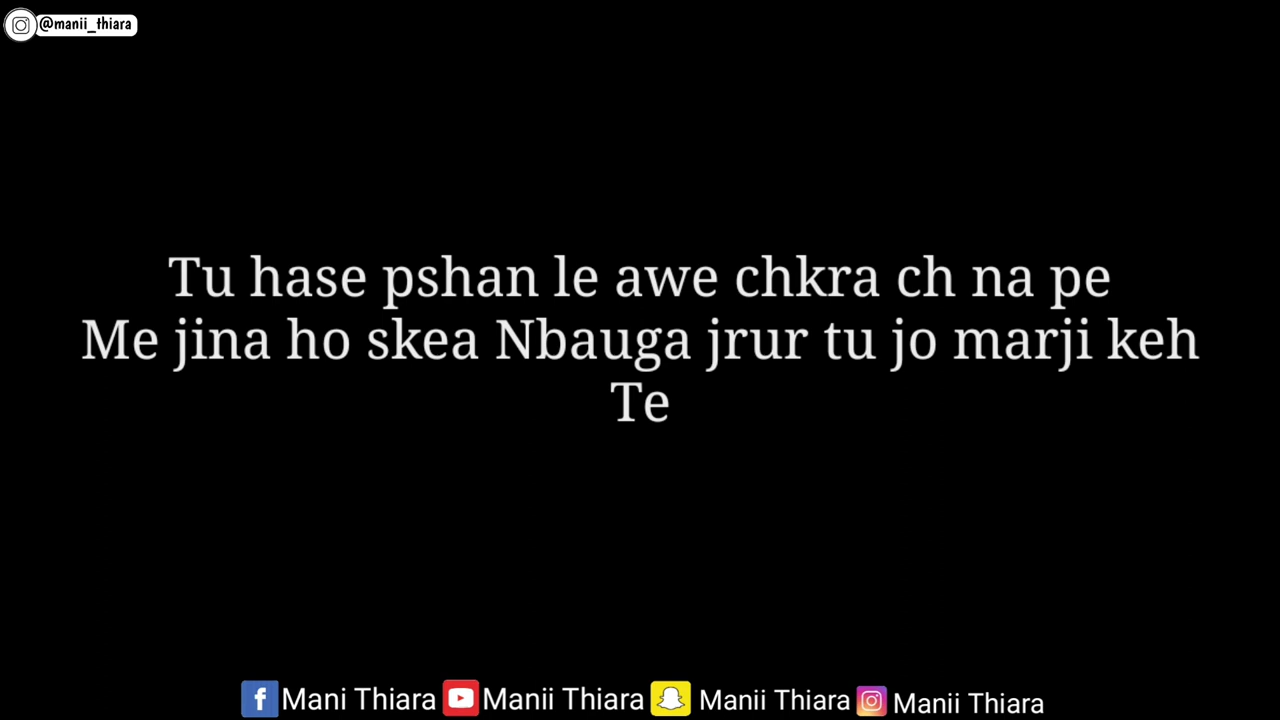 @manii_thiara
Tu hase pshan le awe chkra ch na pe
Me jina ho skea Nbauga jrur tu jo marji keh
Te
Mani Thiara Manii Thiara Manii Thiara Manii Thiara